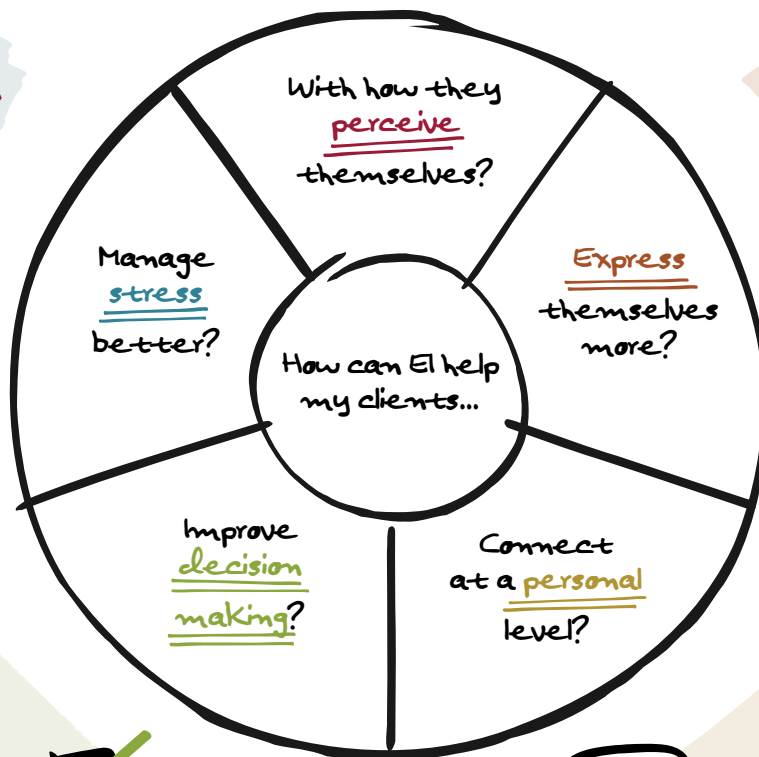 How can EI help
my clients...
With how they
perceive
themselves?
Express
themselves
more?
Connect
at a personal
level?
Improve
decision
making?
Manage
stress
better?